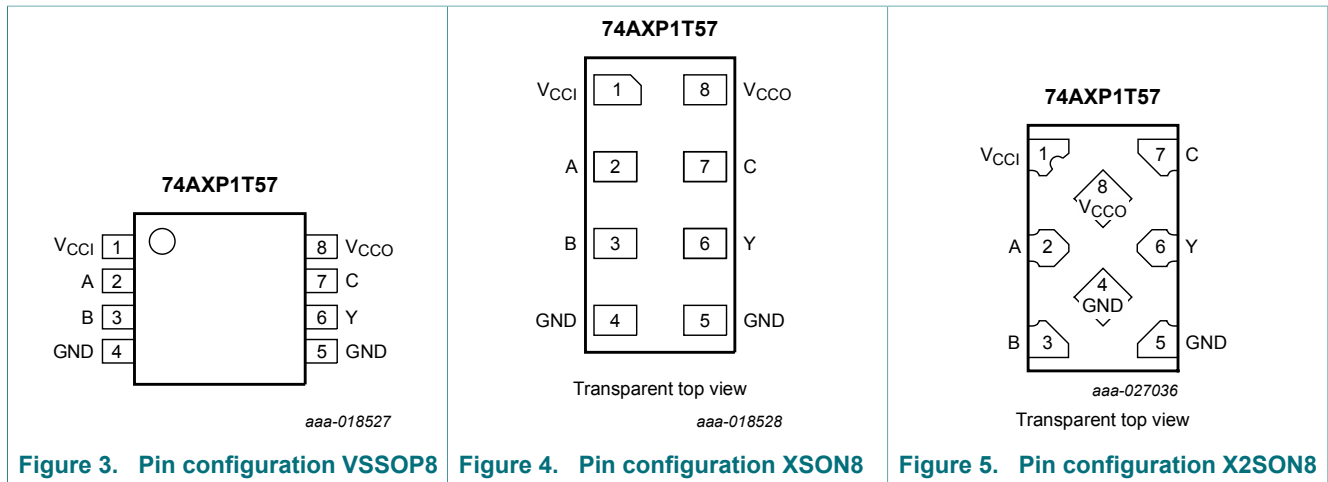 74AXP1T57
VCCI 1
8 VCCO
A 2
7 C
B 3
6 Y
GND 4
5 GND
aaa-018527
Figure 3. Pin configuration VSSOP8
74AXP1T57
VCCI 1
8 VCCO
A 2
7 C
B 3
6 Y
GND 4
5 GND
Transparent top view
aaa-018528
Figure 4. Pin configuration XSON8
74AXP1T57
VCCI 1
7 C
8
VCCO
A 2
6 Y
4
GND
B 3
5 GND
aaa-027036
Transparent top view
Figure 5. Pin configuration X2SON8